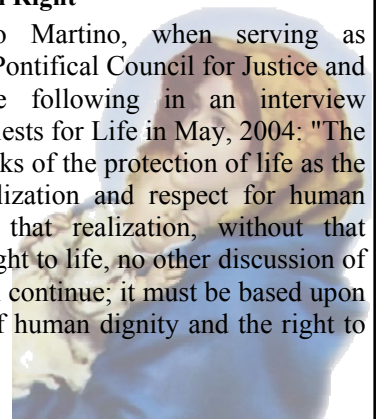 l Right
o Martino, when serving as
Pontifical Council for Justice and
e following in an interview
iests for Life in May, 2004: "The
ks of the protection of life as the
lization and respect for human
that realization, without that
ght to life, no other discussion of
continue; it must be based upon
f human dignity and the right to